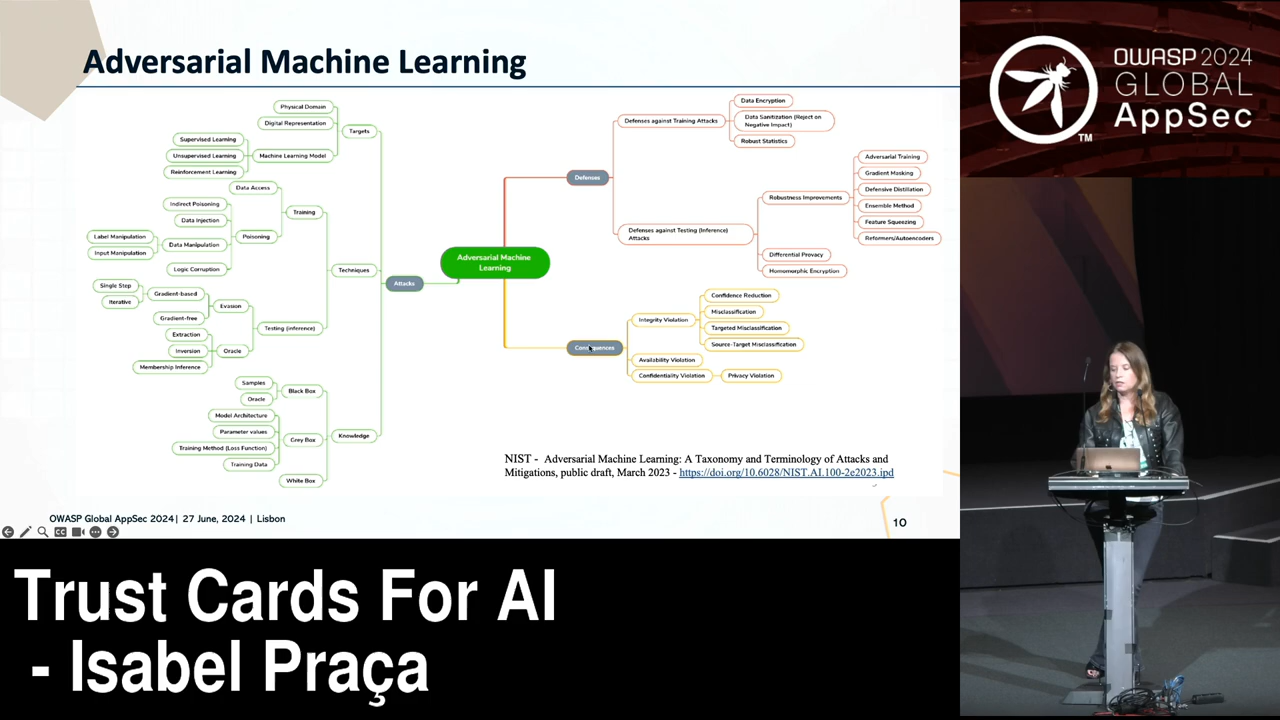 Adversarial Machine Learning
Physical Domain
Digital Representation
Targets
Supervised Learning
Unsupervised Learning
Machine Learning Model
Reinforcement Learning
Data Access
Indirect Poisoning
Training
Data Injection
Label Manipulation
Poisoning
Data Manipulation
Input Manipulation
Logic Corruption
Techniques
Single Step
Gradient-based
Iterative
Evasion
Gradient-free
Testing (Inference)
Extraction
Inversion
Oracle
Membership Inference
Samples
Black Box
Oracle
Model Architecture
Parameter values
Grey Box
Knowledge
Training Method (Loss Function)
Training Data
White Box
Attacks
Adversarial Machine
Learning
Defenses
Defenses against Training Attacks
Data Encryption
Data Sanitization (Reject on
Negative Impact)
Robust Statistics
Defenses against Testing (Inference)
Attacks
Robustness Improvements
Adversarial Training
Gradient Masking
Defensive Distillation
Ensemble Method
Feature Squeezing
Reformers/Autoencoders
Differential Provacy
Homomorphic Encryption
Consequences
Integrity Violation
Confidence Reduction
Misclassification
Targeted Misclassification
Source-Target Misclassification
Availability Violation
Confidentiality Violation
Privacy Violation
NIST - Adversarial Machine Learning: A Taxonomy and Terminology of Attacks and
Mitigations, public draft, March 2023 - https://doi.org/10.6028/NIST.AI.100-2e2023.ipd
OWASP Global AppSec 2024| 27 June, 2024 | Lisbon
10
OWASP 2024
GLOBAL
AppSec
TM
Trust Cards For AI
- Isabel Praça